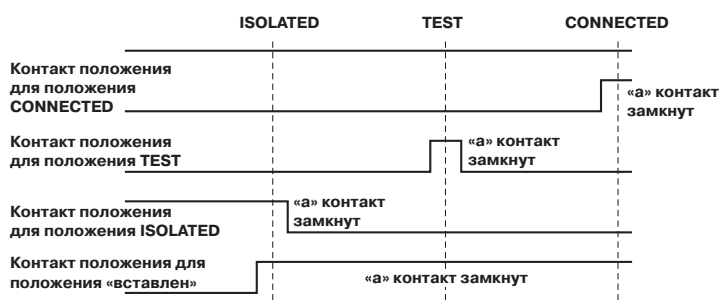 ISOLATED TEST CONNECTED
Контакт положения
для положения
CONNECTED
«a» контакт
замкнут
Контакт положения
для положения TEST
«a» контакт
замкнут
Контакт положения
для положения ISOLATED
«a» контакт
замкнут
Контакт положения для
положения «вставлен»
«a» контакт замкнут